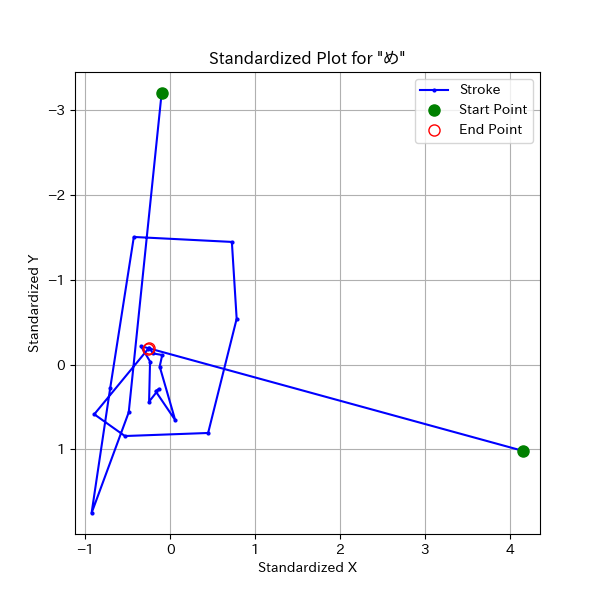 Standardized Plot for "め"
Stroke
Start Point
End Point
−3
−2
−1
0
1
Standardized Y
−1
0
1
2
3
4
Standardized X